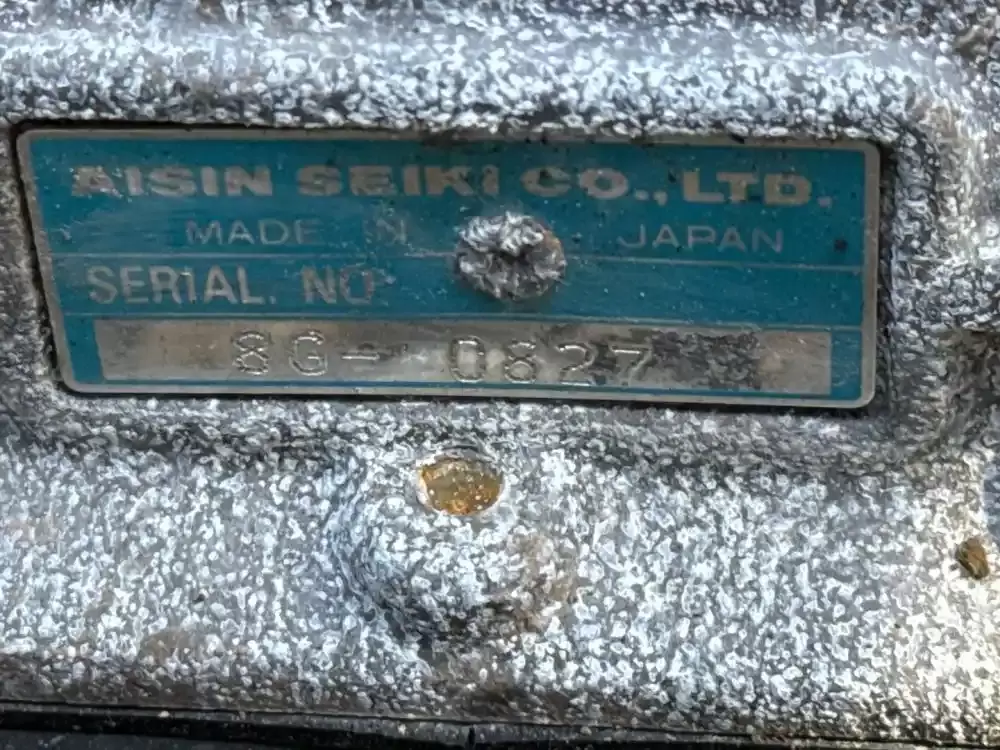 AISIN SEIKI CO., LTD.
MADE IN JAPAN
SERIAL. NO
8G- 0827